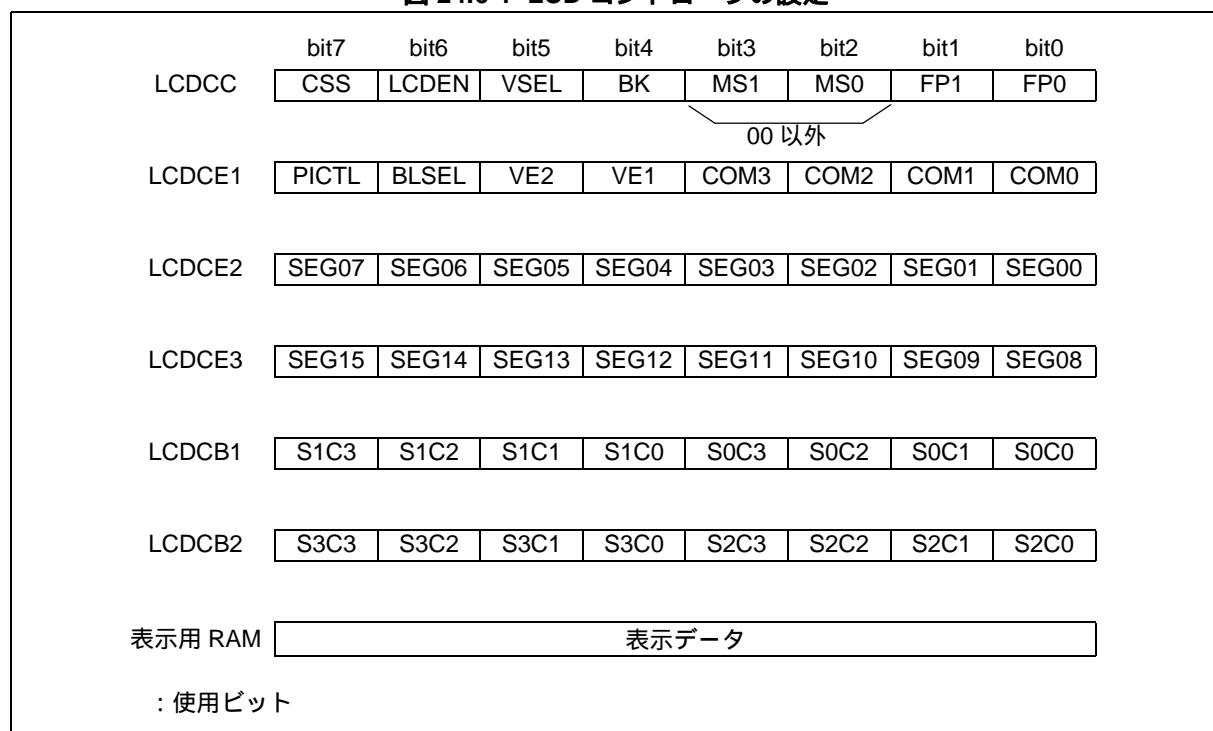 bit7 bit6 bit5 bit4 bit3 bit2 bit1 bit0
LCDCC CSS LCDEN VSEL BK MS1 MS0 FP1 FP0
00 以外
LCDCE1 PICTL BLSEL VE2 VE1 COM3 COM2 COM1 COM0
LCDCE2 SEG07 SEG06 SEG05 SEG04 SEG03 SEG02 SEG01 SEG00
LCDCE3 SEG15 SEG14 SEG13 SEG12 SEG11 SEG10 SEG09 SEG08
LCDCB1 S1C3 S1C2 S1C1 S1C0 S0C3 S0C2 S0C1 S0C0
LCDCB2 S3C3 S3C2 S3C1 S3C0 S2C3 S2C2 S2C1 S2C0
表示用 RAM 表示データ
：使用ビット